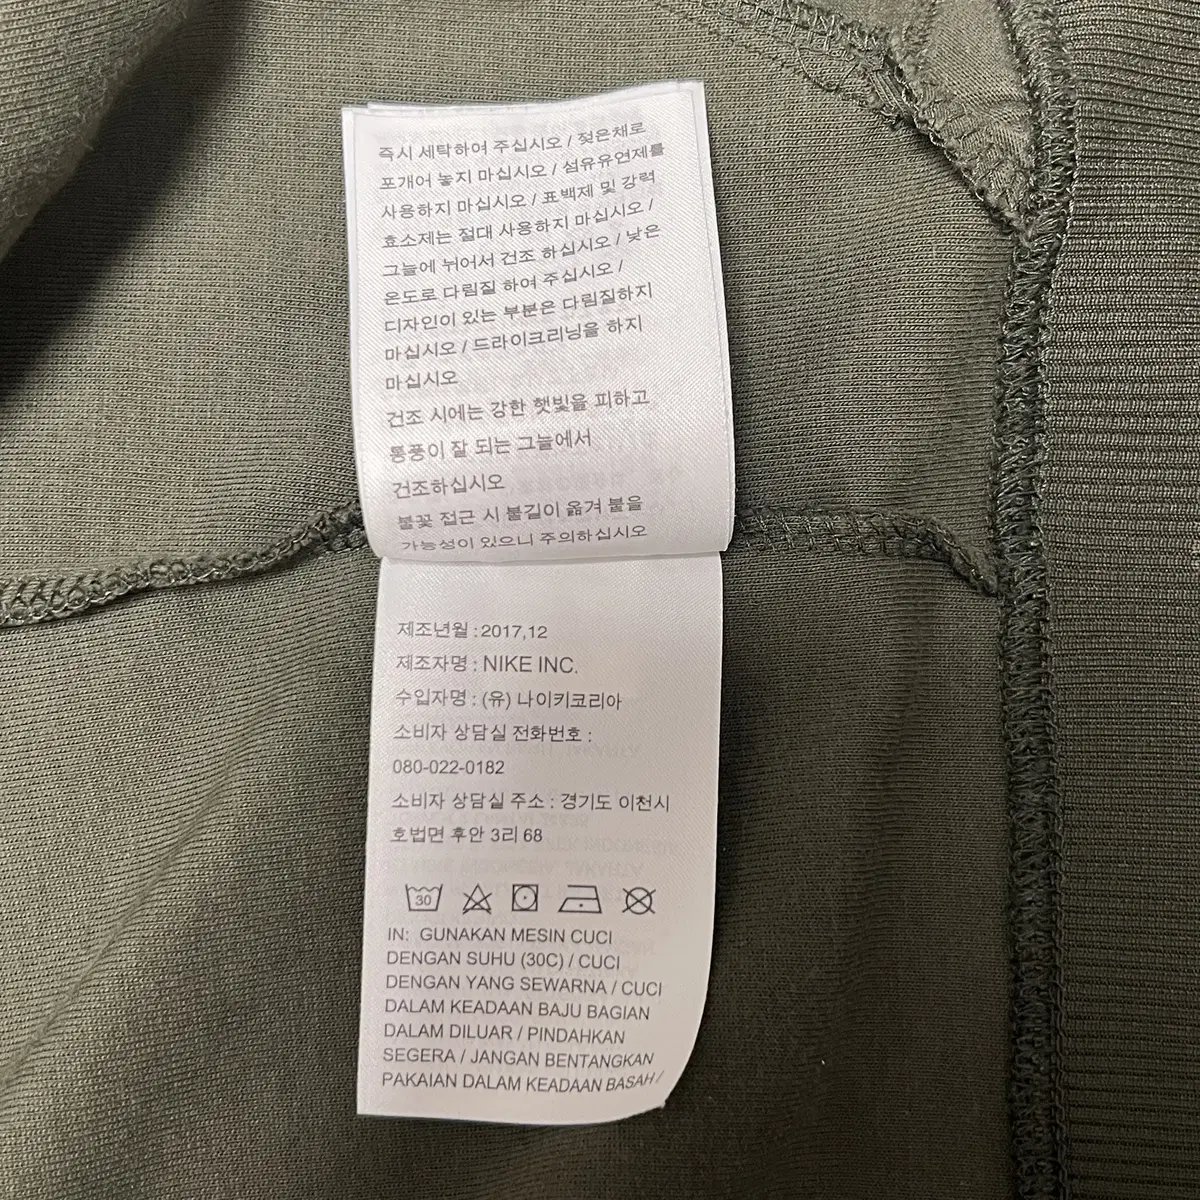 즉시 세탁하여 주십시오 / 젖은채로
포개어 놓지 마십시오 / 섬유유연제를
사용하지 마십시오 / 표백제 및 강력
효소제는 절대 사용하지 마십시오 /
그늘에 뉘어서 건조 하십시오 / 낮은
온도로 다림질 하여 주십시오 /
디자인이 있는 부분은 다림질하지
마십시오 / 드라이크리닝을 하지
마십시오
건조 시에는 강한 햇빛을 피하고
통풍이 잘 되는 그늘에서
건조하십시오
불꽃 접근 시 불길이 옮겨 붙을
가능성이 있으니 주의하십시오
제조년월 : 2017,12
제조자명 : NIKE INC.
수입자명 : (유) 나이키코리아
소비자 상담실 전화번호 :
080-022-0182
소비자 상담실 주소 : 경기도 이천시
호법면 후안 3리 68
30
IN: GUNAKAN MESIN CUCI
DENGAN SUHU (30C) / CUCI
DENGAN YANG SEWARNA / CUCI
DALAM KEADAAN BAJU BAGIAN
DALAM DILUAR / PINDAHKAN
SEGERA / JANGAN BENTANGKAN
PAKAIAN DALAM KEADAAN BASAH /